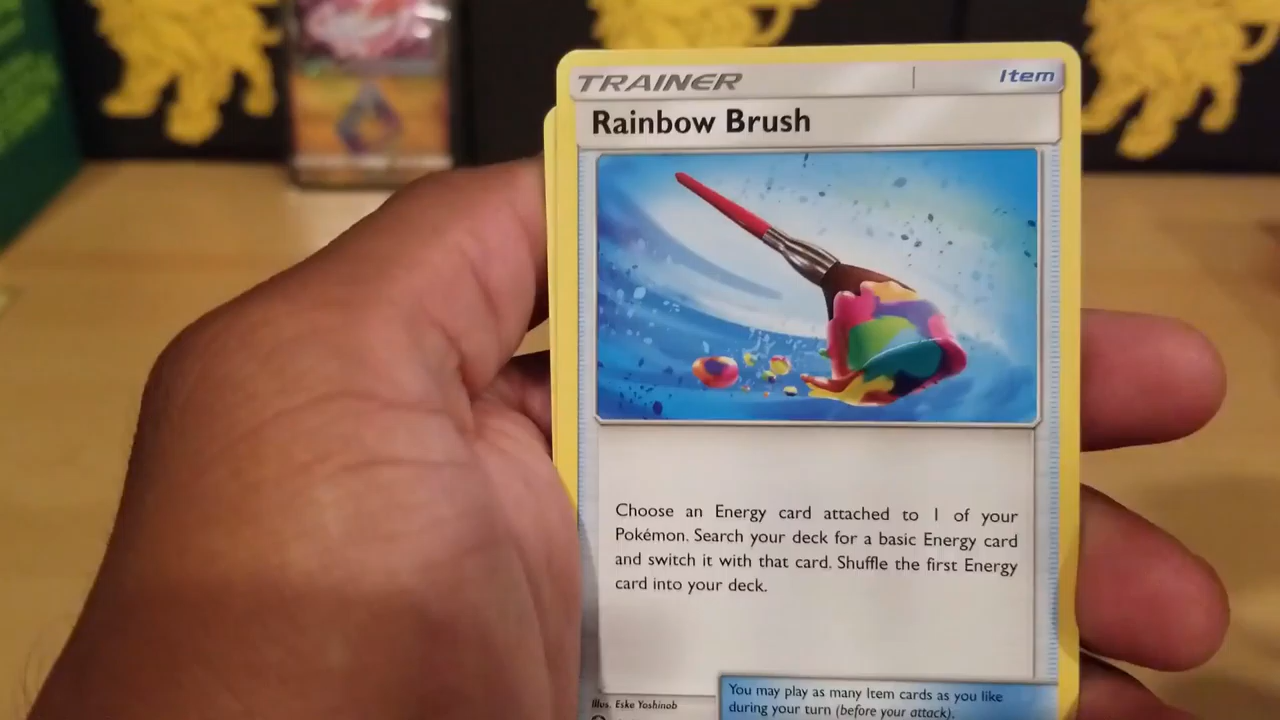 TRAINER
Item
Rainbow Brush
Choose an Energy card attached to 1 of your
Pokémon. Search your deck for a basic Energy card
and switch it with that card. Shuffle the first Energy
card into your deck.
You may play as many Item cards as you like
during your turn (before your attack).
Illus. Eske Yoshinob